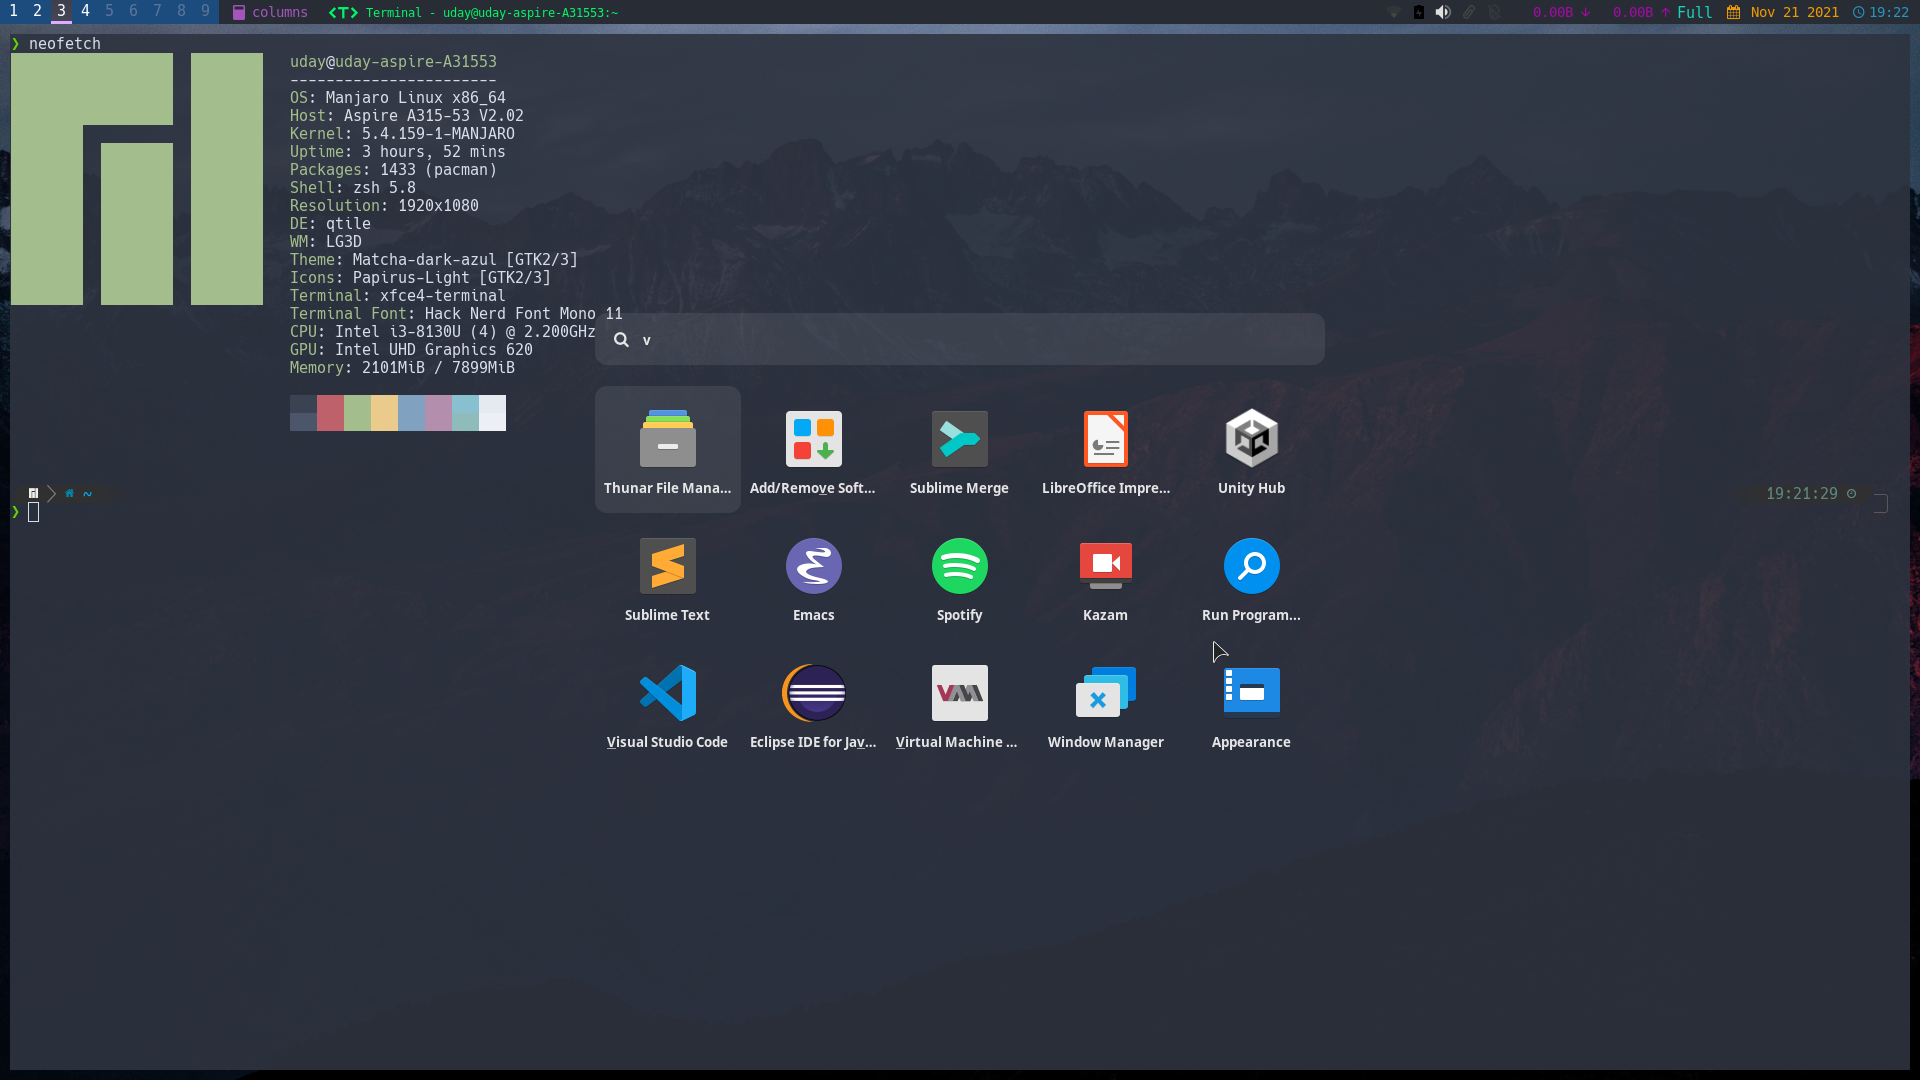 1 2 3 4 5 6 7 8 9 columns <T> Terminal - uday@uday-aspire-A31553:~ 0.00B ↓ 0.00B ↑ Full Nov 21 2021 19:22
❯ neofetch
uday@uday-aspire-A31553
-----------------------
OS: Manjaro Linux x86_64
Host: Aspire A315-53 V2.02
Kernel: 5.4.159-1-MANJARO
Uptime: 3 hours, 52 mins
Packages: 1433 (pacman)
Shell: zsh 5.8
Resolution: 1920x1080
DE: qtile
WM: LG3D
Theme: Matcha-dark-azul [GTK2/3]
Icons: Papirus-Light [GTK2/3]
Terminal: xfce4-terminal
Terminal Font: Hack Nerd Font Mono 11
CPU: Intel i3-8130U (4) @ 2.200GHz
GPU: Intel UHD Graphics 620
Memory: 2101MiB / 7899MiB
v
Thunar File Mana... Add/Remove Soft... Sublime Merge LibreOffice Impre... Unity Hub
~ 19:21:29
❯
Sublime Text Emacs Spotify Kazam Run Program...
Visual Studio Code Eclipse IDE for Jav... Virtual Machine ... Window Manager Appearance